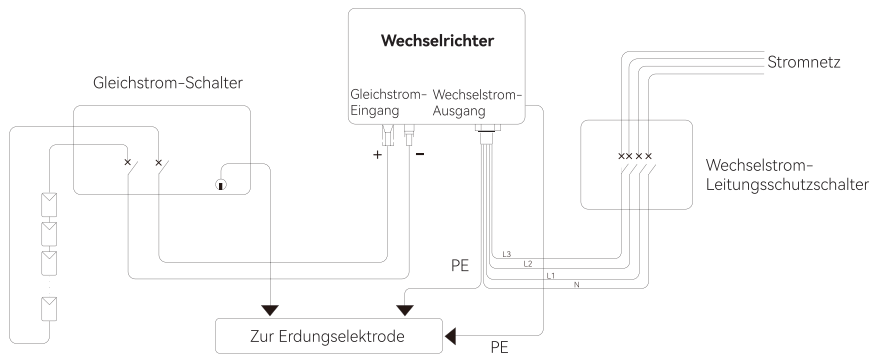 Wechselrichter
Gleichstrom-Schalter
Gleichstrom-
Eingang
Wechselstrom-
Ausgang
+
−
Stromnetz
Wechselstrom-
Leitungsschutzschalter
L3
L2
L1
N
PE
Zur Erdungselektrode
PE